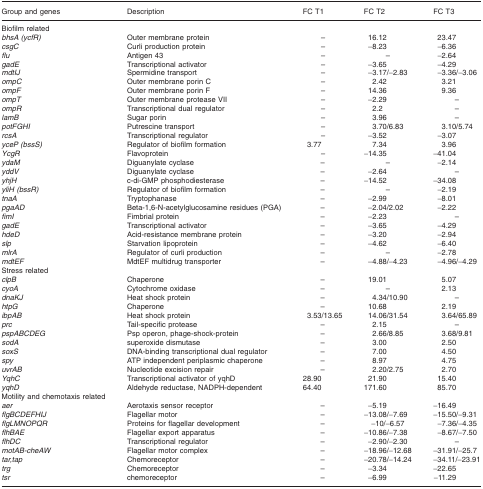 Group and genes Description FC T1 FC T2 FC T3
Biofilm related
bhsA (ycfR) Outer membrane protein – 16.12 23.47
csgC Curli production protein – −8.23 −6.36
flu Antigen 43 – – −2.64
gadE Transcriptional activator – −3.65 −4.29
mdtIJ Spermidine transport – −3.17/−2.83 −3.36/−3.06
ompC Outer membrane porin C – 2.42 3.21
ompF Outer membrane porin F – 14.36 9.36
ompT Outer membrane protease VII – −2.29 –
ompR Transcriptional dual regulator – 2.2 –
lamB Sugar porin – 3.96 –
potFGHI Putrescine transport – 3.70/6.83 3.10/5.74
rcsA Transcriptional regulator – −3.52 −3.07
yceP (bssS) Regulator of biofilm formation 3.77 7.34 3.96
YcgR Flavoprotein – −14.35 −41.04
ydaM Diguanylate cyclase – – −2.14
yddV Diguanylate cyclase – −2.64 –
yhjH c-di-GMP phosphodiesterase – −14.52 −34.08
yliH (bssR) Regulator of biofilm formation – – −2.19
tnaA Tryptophanase – −2.99 −8.01
pgaAD Beta-1,6-N-acetylglucosamine residues (PGA) – −2.04/2.02 −2.22
fimI Fimbrial protein – −2.23 –
gadE Transcriptional activator – −3.65 −4.29
hdeD Acid-resistance membrane protein – −3.20 −2.94
slp Starvation lipoprotein – −4.62 −6.40
mlrA Regulator of curli production – – −2.78
mdtEF MdtEF multidrug transporter – −4.88/−4.23 −4.96/−4.29
Stress related
clpB Chaperone – 19.01 5.07
cyoA Cytochrome oxidase – – 2.13
dnaKJ Heat shock protein – 4.34/10.90 –
htpG Chaperone – 10.68 2.19
ibpAB Heat shock protein 3.53/13.65 14.06/31.54 3.64/65.89
prc Tail-specific protease – 2.15 –
pspABCDEG Psp operon, phage-shock-protein – 2.66/8.85 3.68/9.81
sodA superoxide dismutase – 3.00 2.50
soxS DNA-binding transcriptional dual regulator – 7.00 4.50
spy ATP independent periplasmic chaperone – 8.97 4.75
uvrAB Nucleotide excision repair – 2.20/2.75 2.70
YqhC Transcriptional activator of yqhD 28.90 21.90 15.40
yqhD Aldehyde reductase, NADPH-dependent 64.40 171.60 85.70
Motility and chemotaxis related
aer Aerotaxis sensor receptor – −5.19 −16.49
flgBCDEFHIJ Flagellar motor – −13.08/−7.69 −15.50/−9.31
flgLMNOPQR Proteins for flagellar development – −10/−6.57 −7.36/−4.35
flhBAE Flagellar export apparatus – −10.86/−7.38 −8.67/−7.50
flhDC Transcriptional regulator – −2.90/−2.30 –
motAB-cheAW Flagellar motor complex – −18.96/−12.68 −31.91/−25.7
tar,tap Chemoreceptor – −20.78/−14.24 −34.11/−23.91
trg Chemoreceptor – −3.34 −22.65
tsr chemoreceptor – −6.99 −11.29